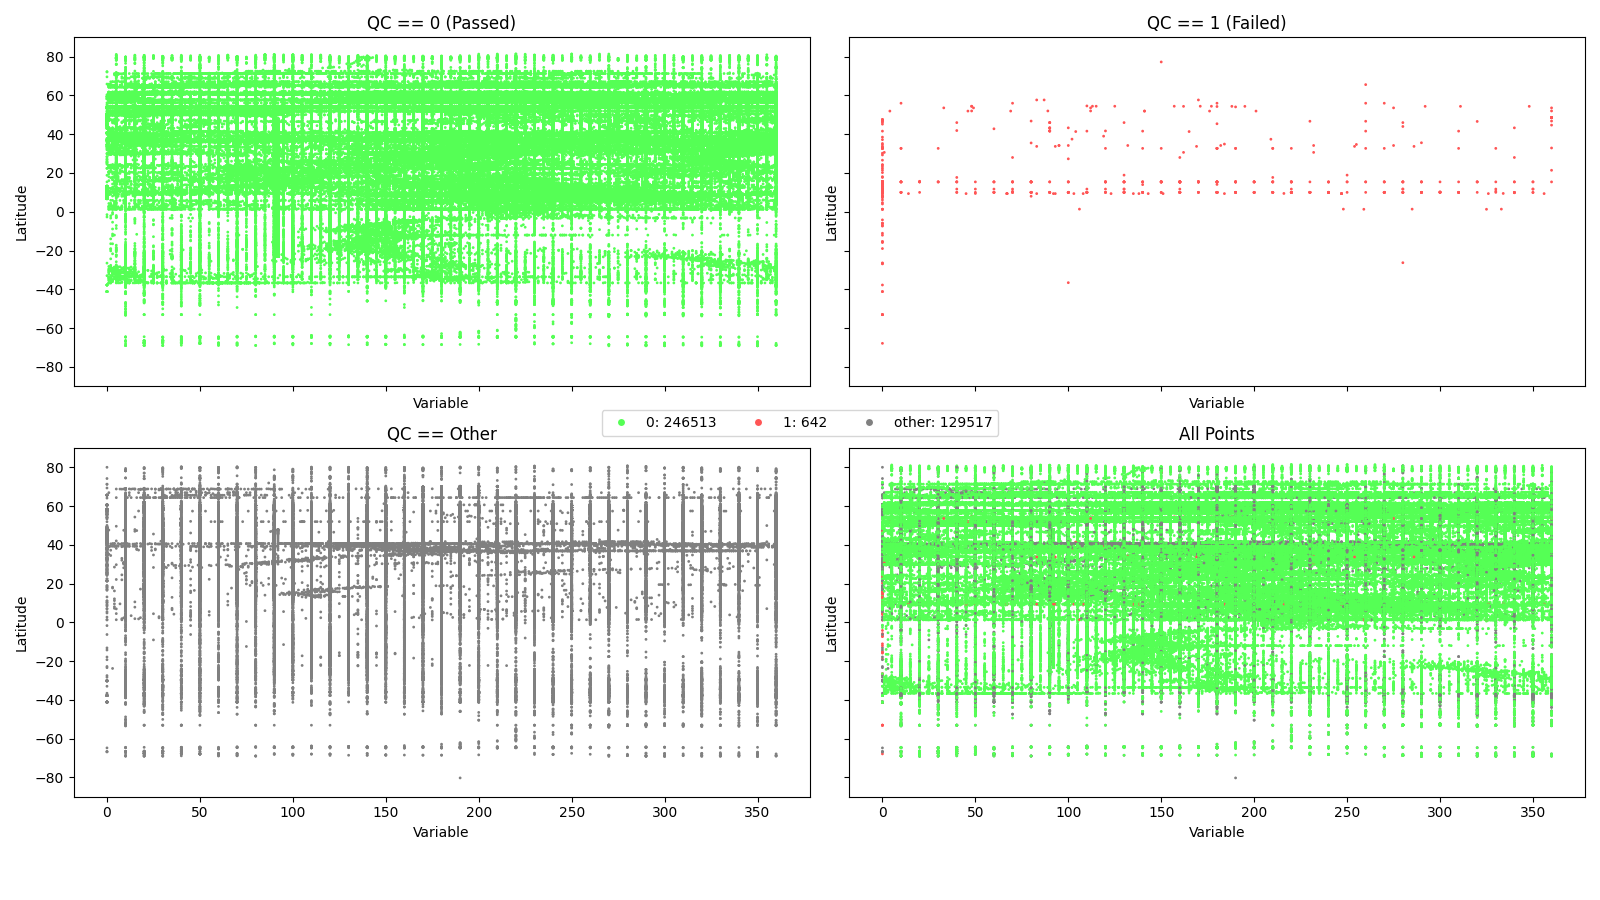 QC == 0 (Passed)
80
60
40
20
0
−20
−40
−60
−80
Latitude
Variable
QC == 1 (Failed)
Latitude
Variable
0: 246513 1: 642 other: 129517
QC == Other
80
60
40
20
0
−20
−40
−60
−80
Latitude
0 50 100 150 200 250 300 350
Variable
All Points
Latitude
0 50 100 150 200 250 300 350
Variable